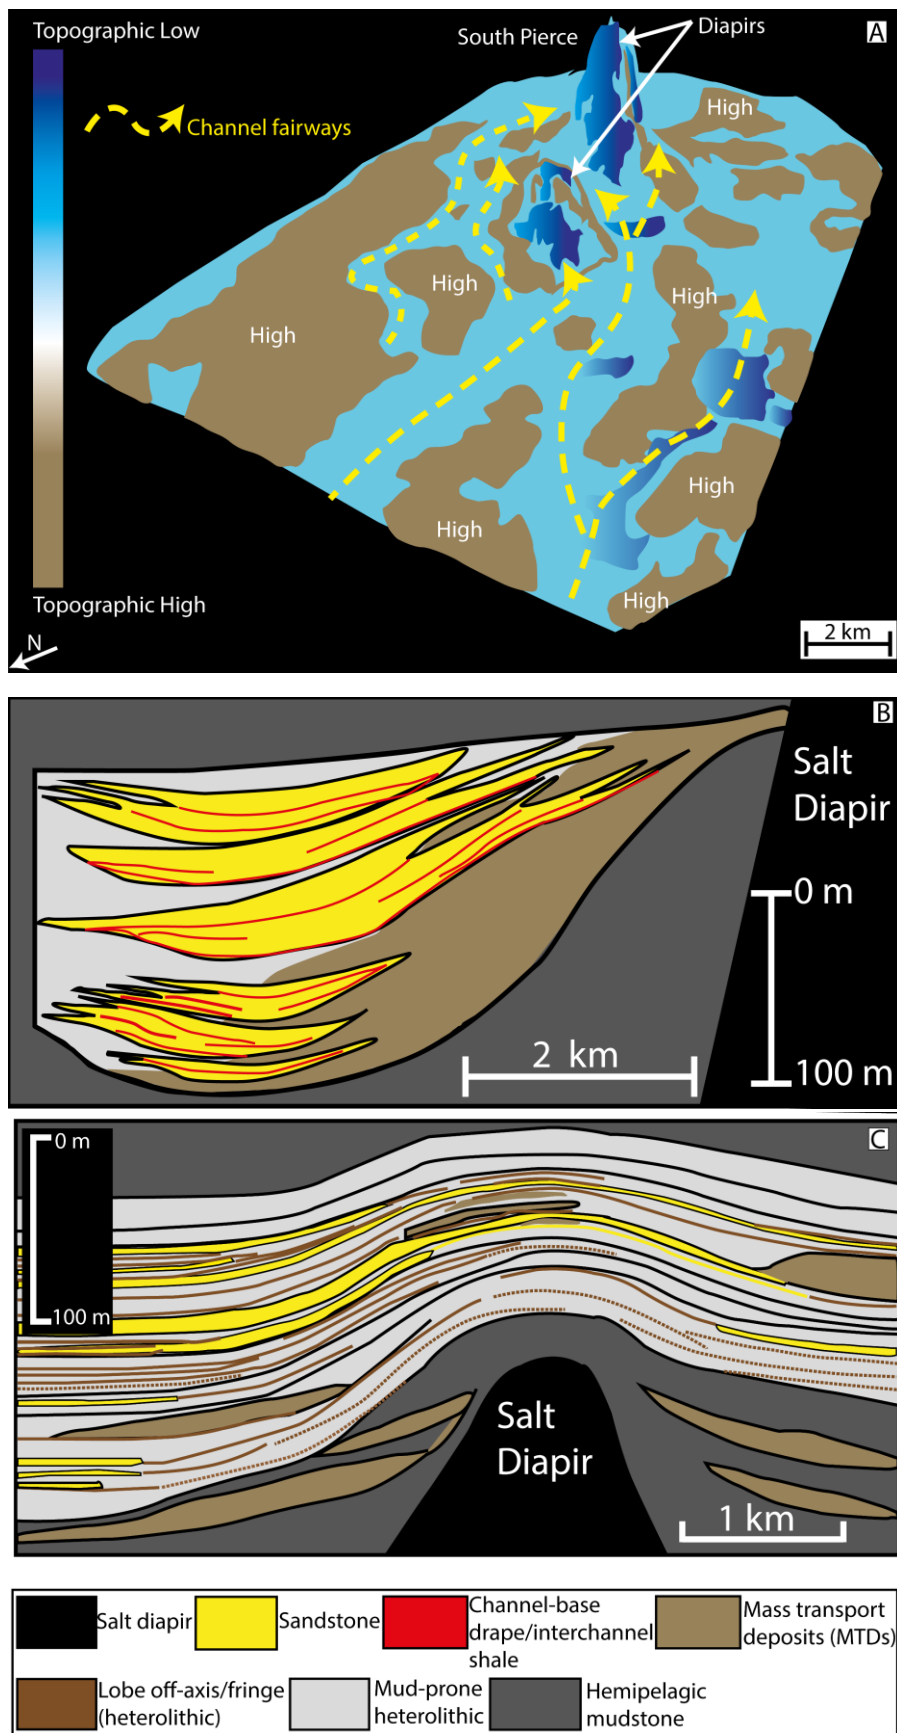 Topographic Low
A
South Pierce
Diapirs
Channel fairways
High
High
High
High
High
High
High
Topographic High
N
2 km
B
Salt
Diapir
0 m
2 km
100 m
C
0 m
100 m
Salt
Diapir
1 km
Salt diapir
Sandstone
Channel-base
drape/interchannel
shale
Mass transport
deposits (MTDs)
Lobe off-axis/fringe
(heterolithic)
Mud-prone
heterolithic
Hemipelagic
mudstone